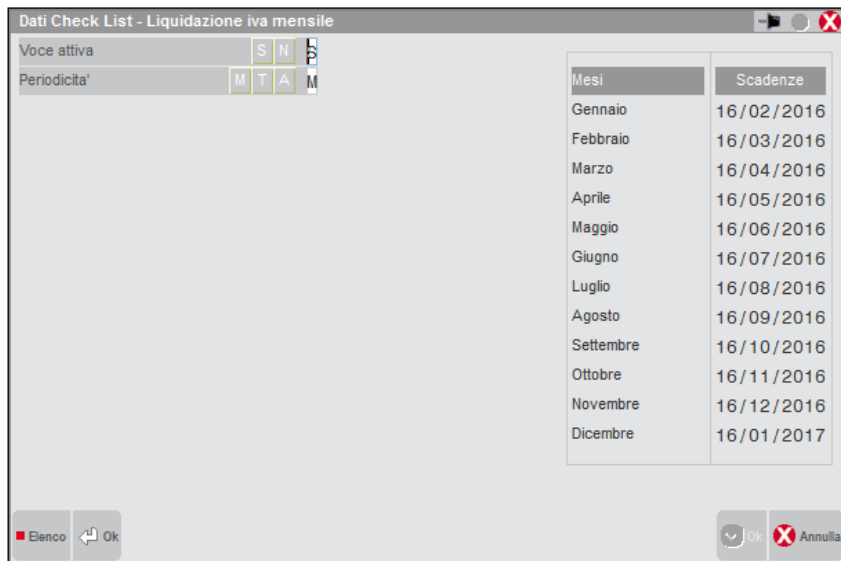 Dati Check List - Liquidazione iva mensile
Voce attiva S N
Periodicita' M T A M
Mesi Scadenze
Gennaio 16/02/2016
Febbraio 16/03/2016
Marzo 16/04/2016
Aprile 16/05/2016
Maggio 16/06/2016
Giugno 16/07/2016
Luglio 16/08/2016
Agosto 16/09/2016
Settembre 16/10/2016
Ottobre 16/11/2016
Novembre 16/12/2016
Dicembre 16/01/2017
Elenco Ok Ok Annulla